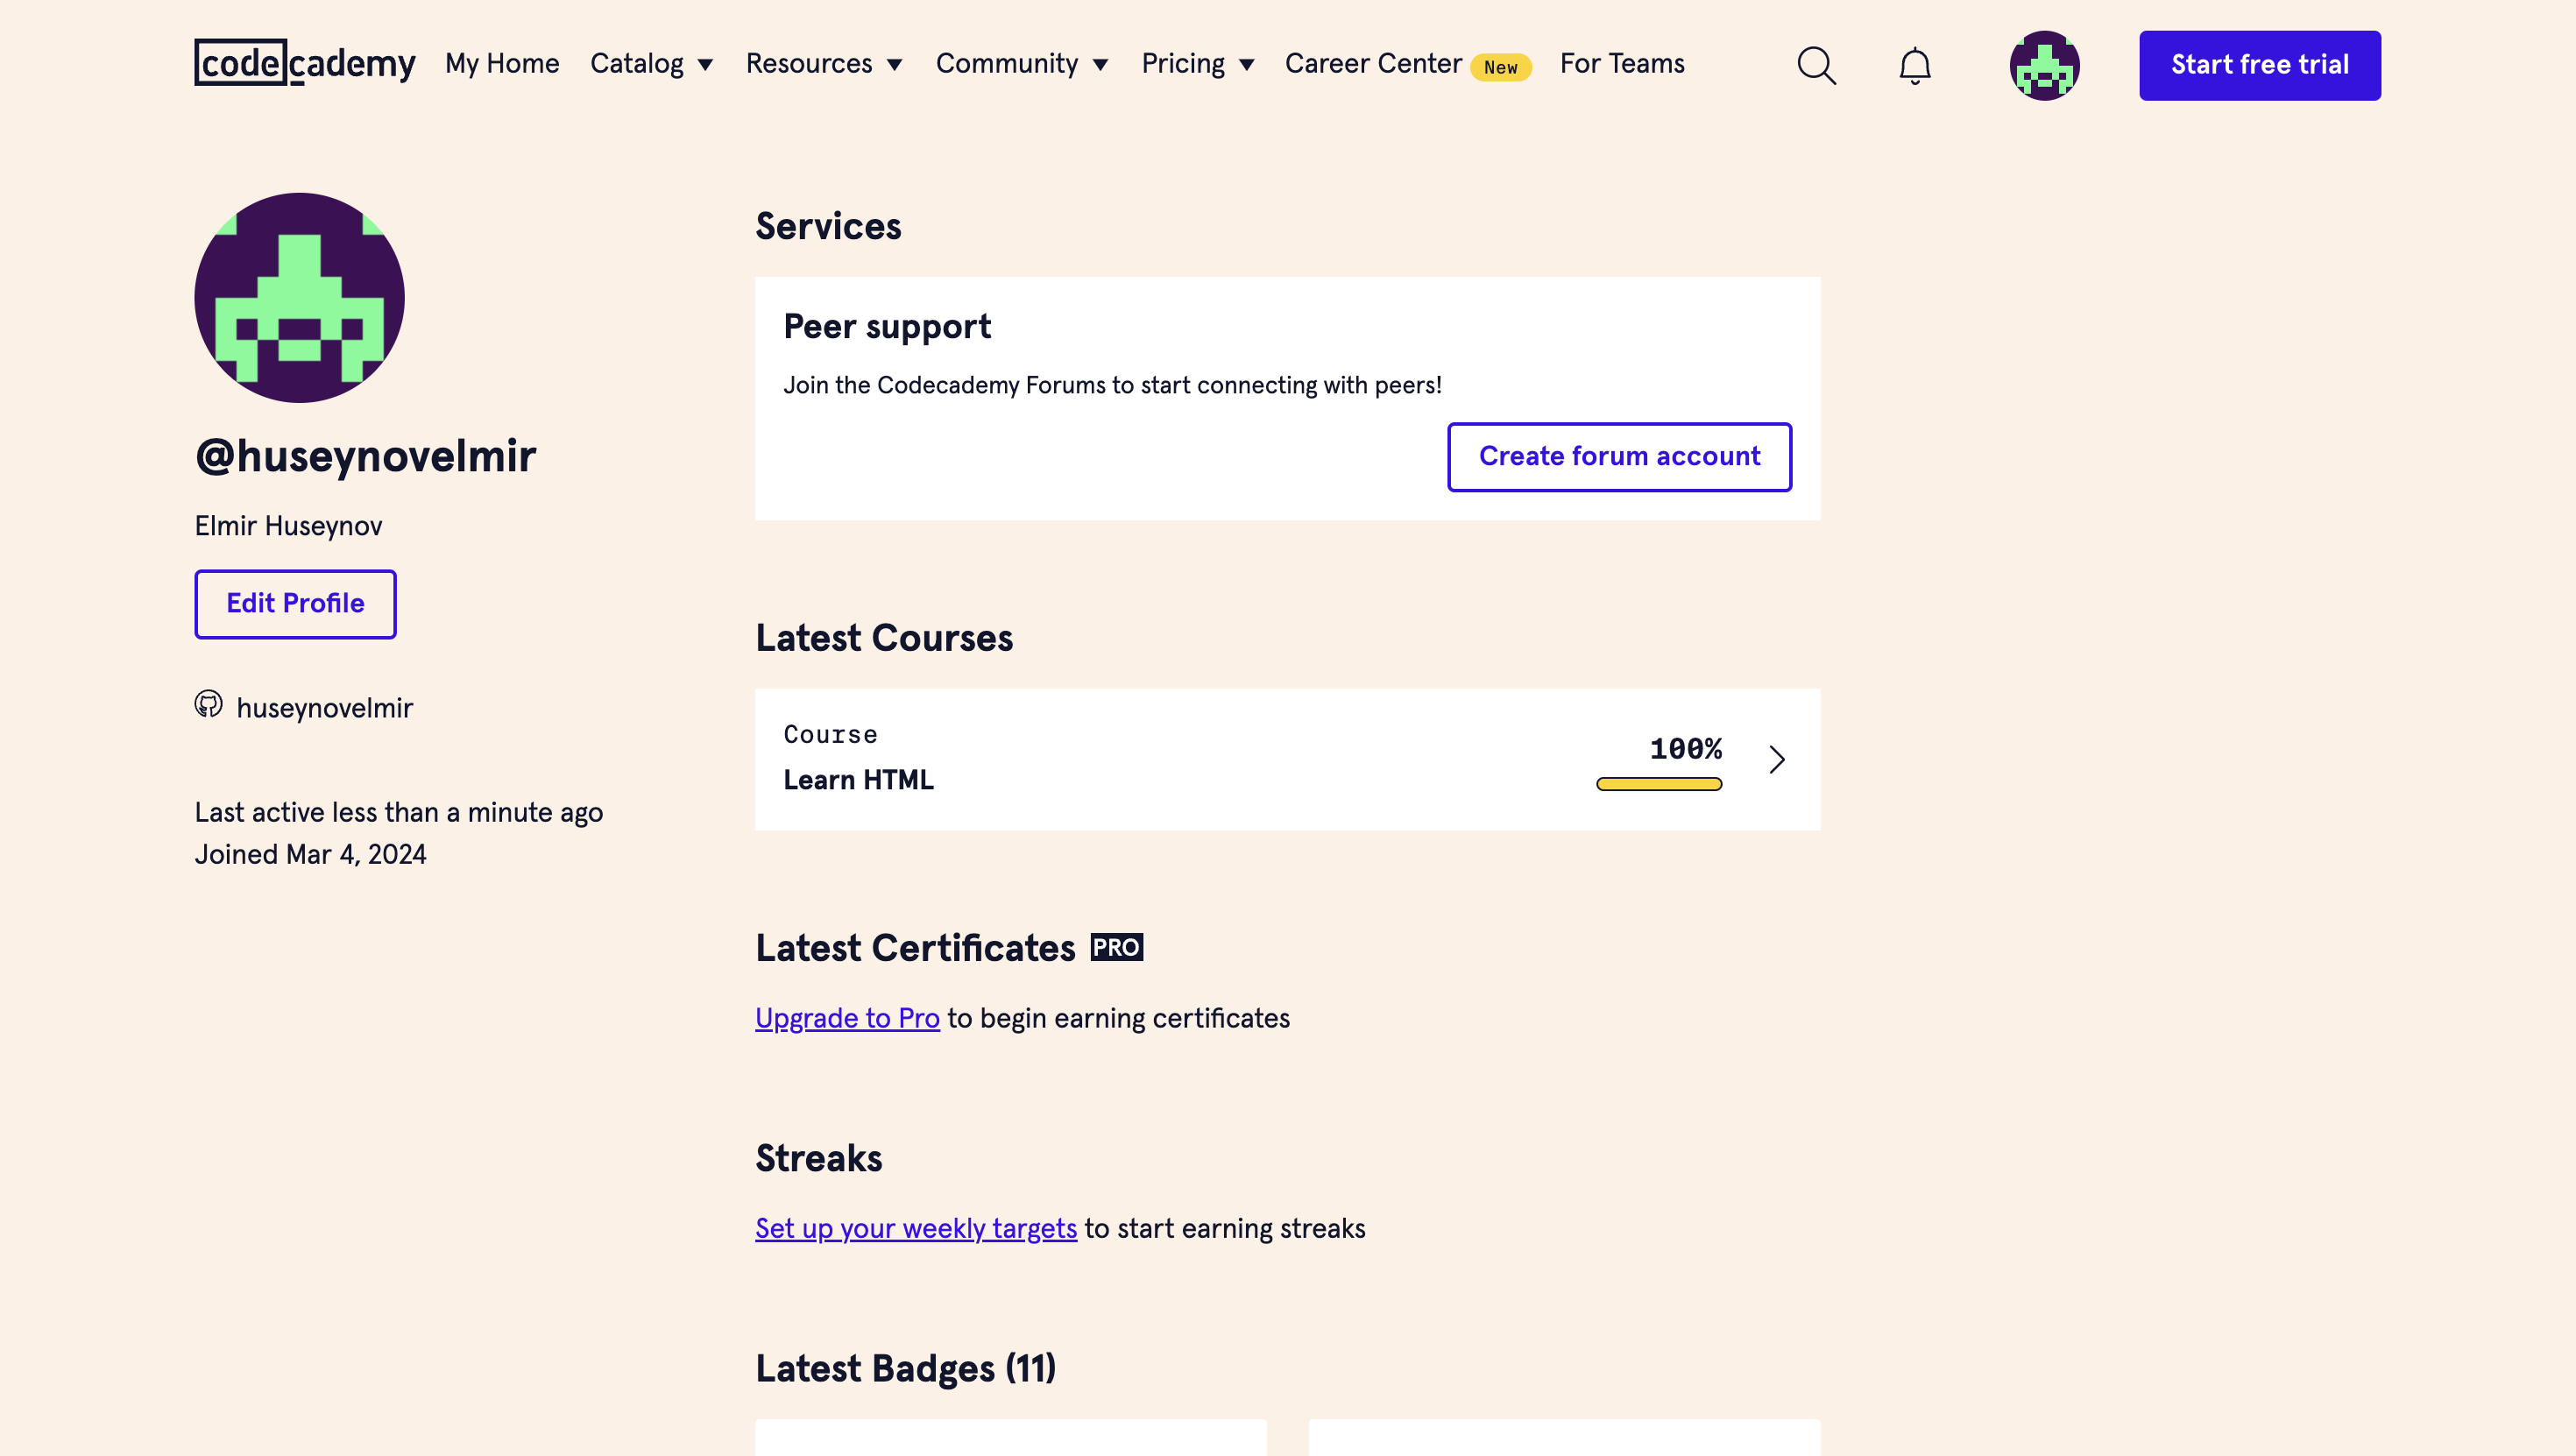 codecademy My Home Catalog Resources Community Pricing Career Center New For Teams Start free trial
@huseynovelmir
Elmir Huseynov
Edit Profile
huseynovelmir
Last active less than a minute ago
Joined Mar 4, 2024
Services
Peer support
Join the Codecademy Forums to start connecting with peers!
Create forum account
Latest Courses
Course
Learn HTML
100%
Latest Certificates PRO
Upgrade to Pro to begin earning certificates
Streaks
Set up your weekly targets to start earning streaks
Latest Badges (11)